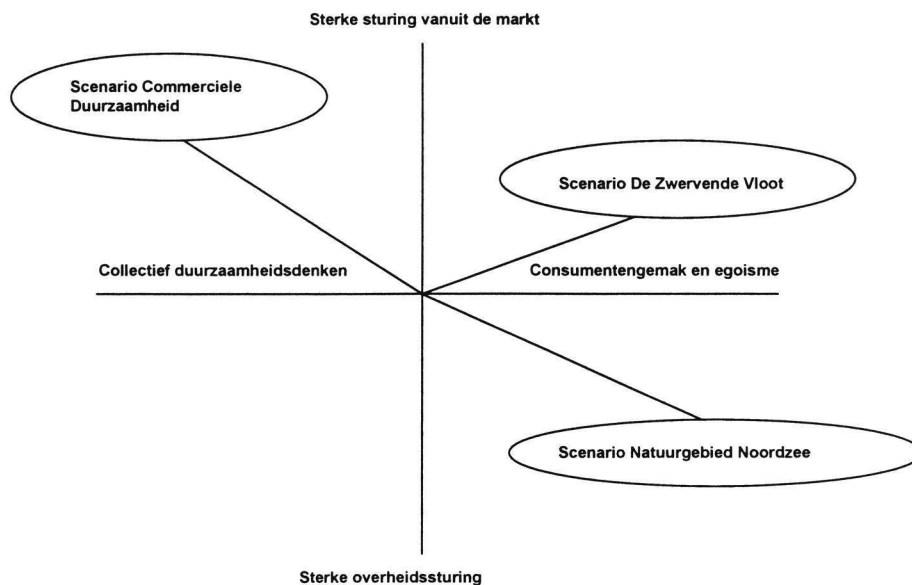 Sterke sturing vanuit de markt
Scenario Commerciele
Duurzaamheid
Scenario De Zwervende Vloot
Collectief duurzaamheidsdenken
Consumentengemak en egoisme
Scenario Natuurgebied Noordzee
Sterke overheidssturing